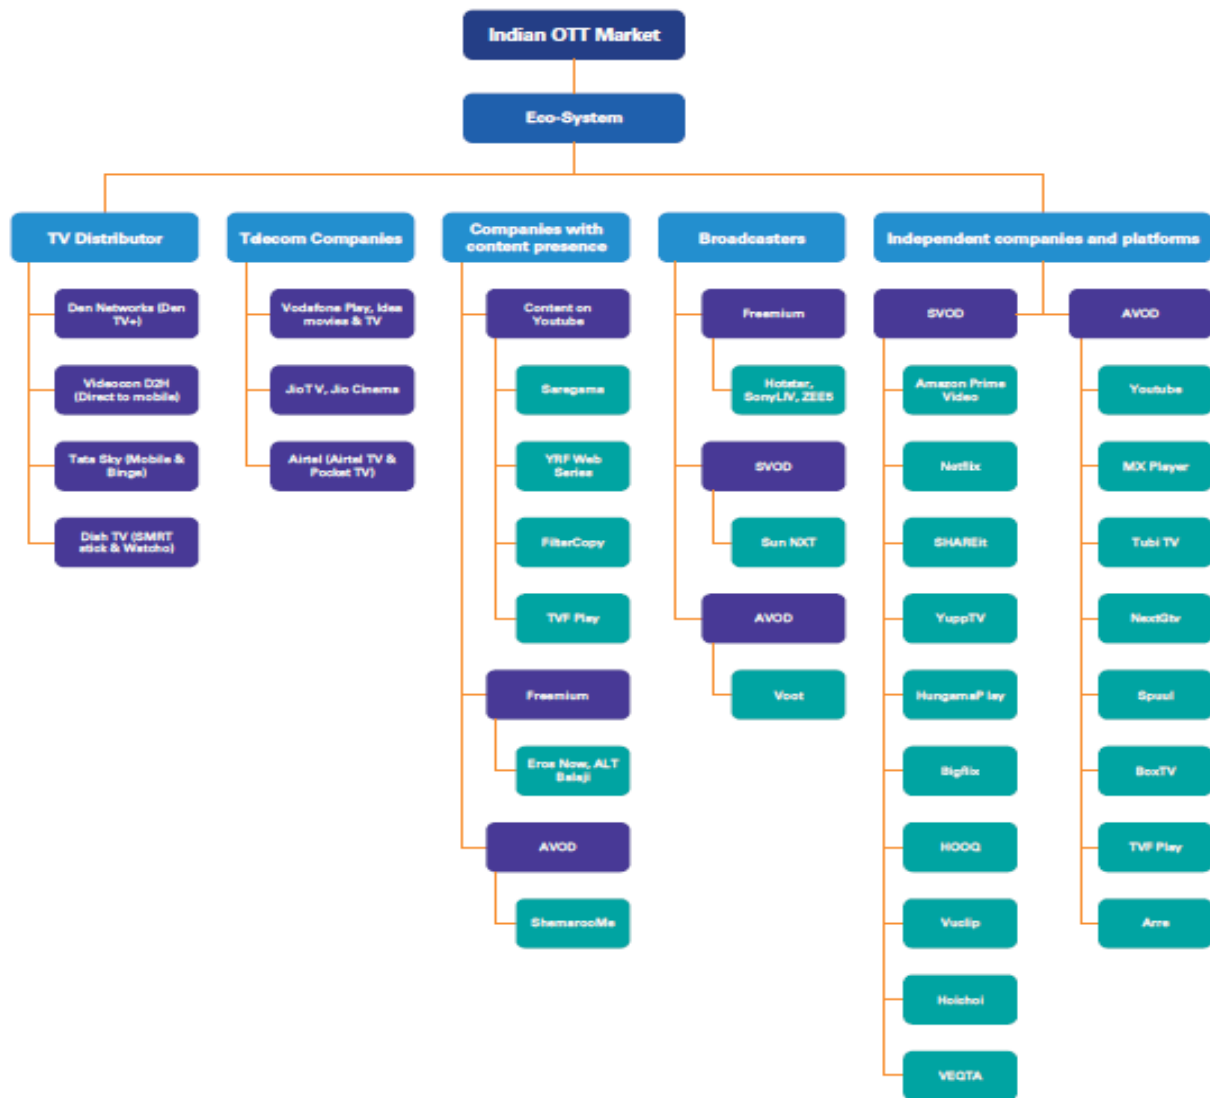 Indian OTT Market
Eco-System
TV Distributor
Den Networks (Den
TV+)
Videocon D2H
(Direct to mobile)
Tata Sky (Mobile &
Binge)
Dish TV (SMRT
stick & Watcho)
Telecom Companies
Vodafone Play, Idea
movies & TV
JioTV, Jio Cinema
Airtel (Airtel TV &
Pocket TV)
Companies with
content presence
Content on
Youtube
Saregama
YRF Web
Series
FilterCopy
TVF Play
Freemium
Eros Now, ALT
Balaji
AVOD
ShemarooMe
Broadcasters
Freemium
Hotstar,
SonyLIV, ZEE5
SVOD
Sun NXT
AVOD
Voot
Independent companies and platforms
SVOD
Amazon Prime
Video
Netflix
SHAREit
YuppTV
HungamaPlay
Bigflix
HOOQ
Vuclip
Hoichoi
VEQTA
AVOD
Youtube
MX Player
Tubi TV
NexGtv
Spuul
BoxTV
TVF Play
Arre